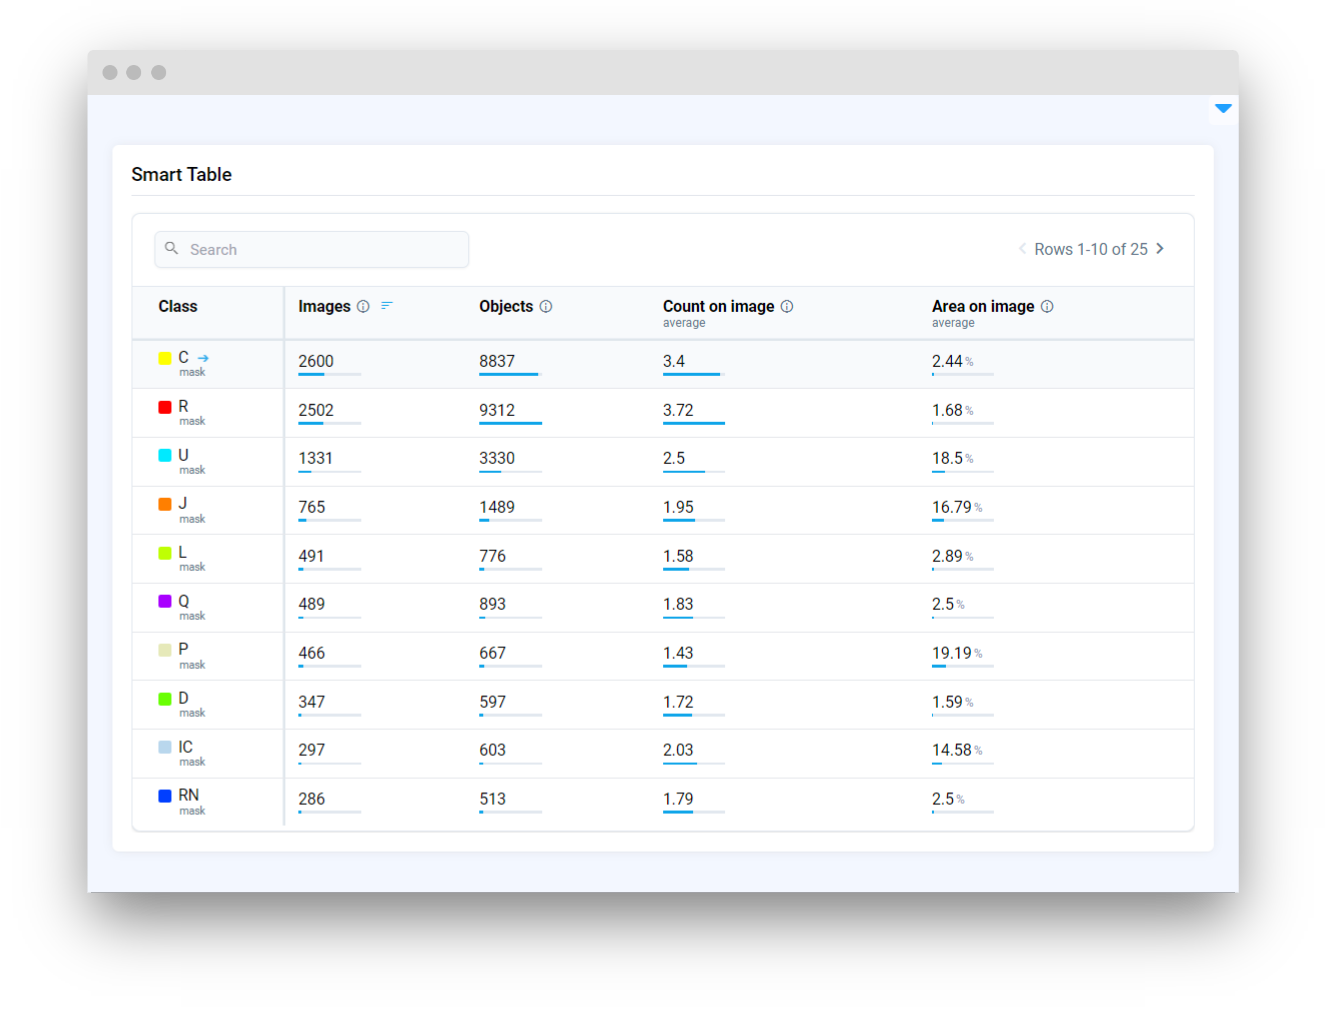 Smart Table
Search
Rows 1-10 of 25
Class Images Objects Count on image Area on image
average average
C 2600 8837 3.4 2.44 %
mask
R 2502 9312 3.72 1.68 %
mask
U 1331 3330 2.5 18.5 %
mask
J 765 1489 1.95 16.79 %
mask
L 491 776 1.58 2.89 %
mask
Q 489 893 1.83 2.5 %
mask
P 466 667 1.43 19.19 %
mask
D 347 597 1.72 1.59 %
mask
IC 297 603 2.03 14.58 %
mask
RN 286 513 1.79 2.5 %
mask